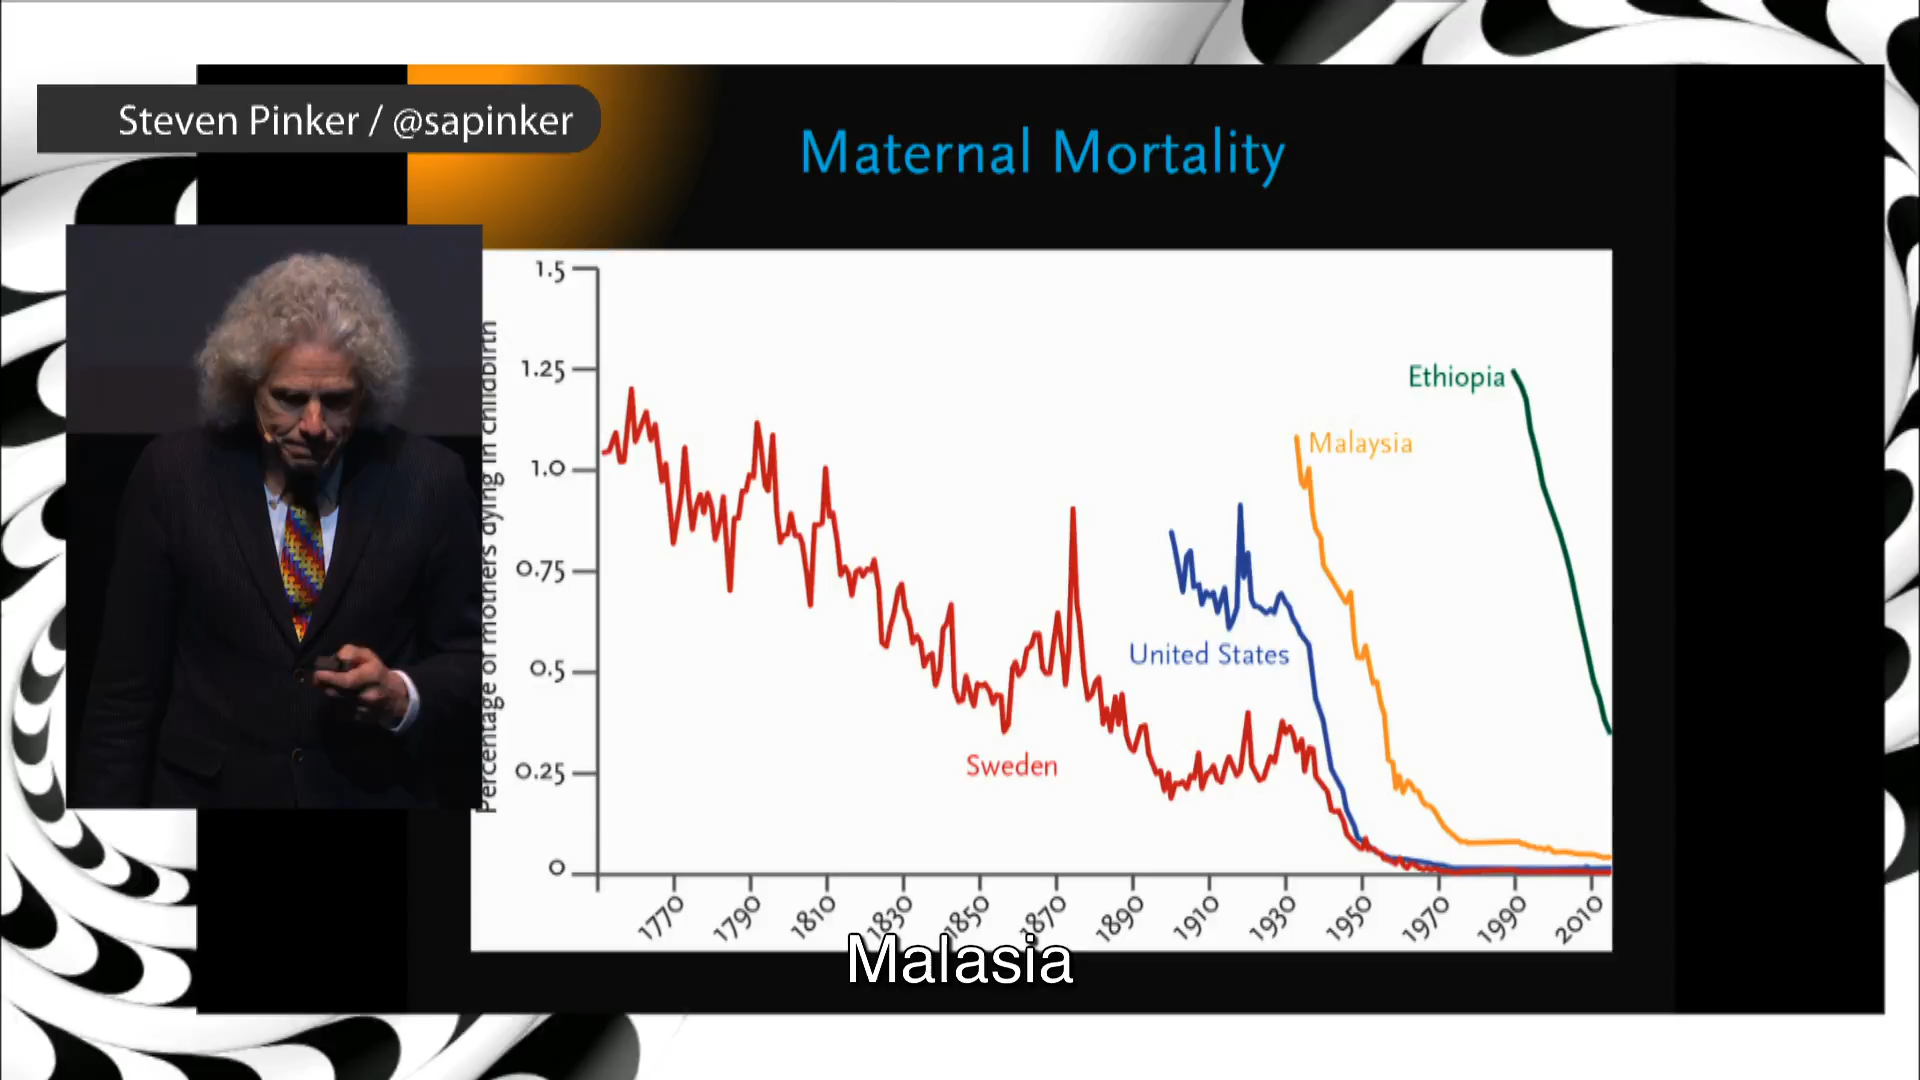 Steven Pinker / @sapinker
Maternal Mortality
Percentage of mothers dying in childbirth
1.5
1.25
1.0
0.75
0.5
0.25
0
Ethiopia
Malaysia
United States
Sweden
1770
1790
1810
1830
1850
1870
1890
1910
1930
1950
1970
1990
2010
Malasia